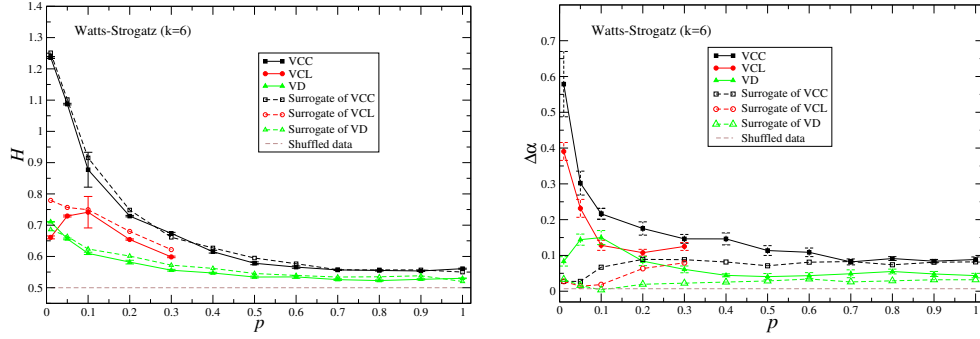 Watts-Strogatz (k=6)
VCC
VCL
VD
Surrogate of VCC
Surrogate of VCL
Surrogate of VD
Shuffled data
H
1.4
1.3
1.2
1.1
1
0.9
0.8
0.7
0.6
0.5
0 0.1 0.2 0.3 0.4 0.5 0.6 0.7 0.8 0.9 1
p
Watts-Strogatz (k=6)
VCC
VCL
VD
Surrogate of VCC
Surrogate of VCL
Surrogate of VD
Shuffled data
Δα
0.7
0.6
0.5
0.4
0.3
0.2
0.1
0
0 0.1 0.2 0.3 0.4 0.5 0.6 0.7 0.8 0.9 1
p